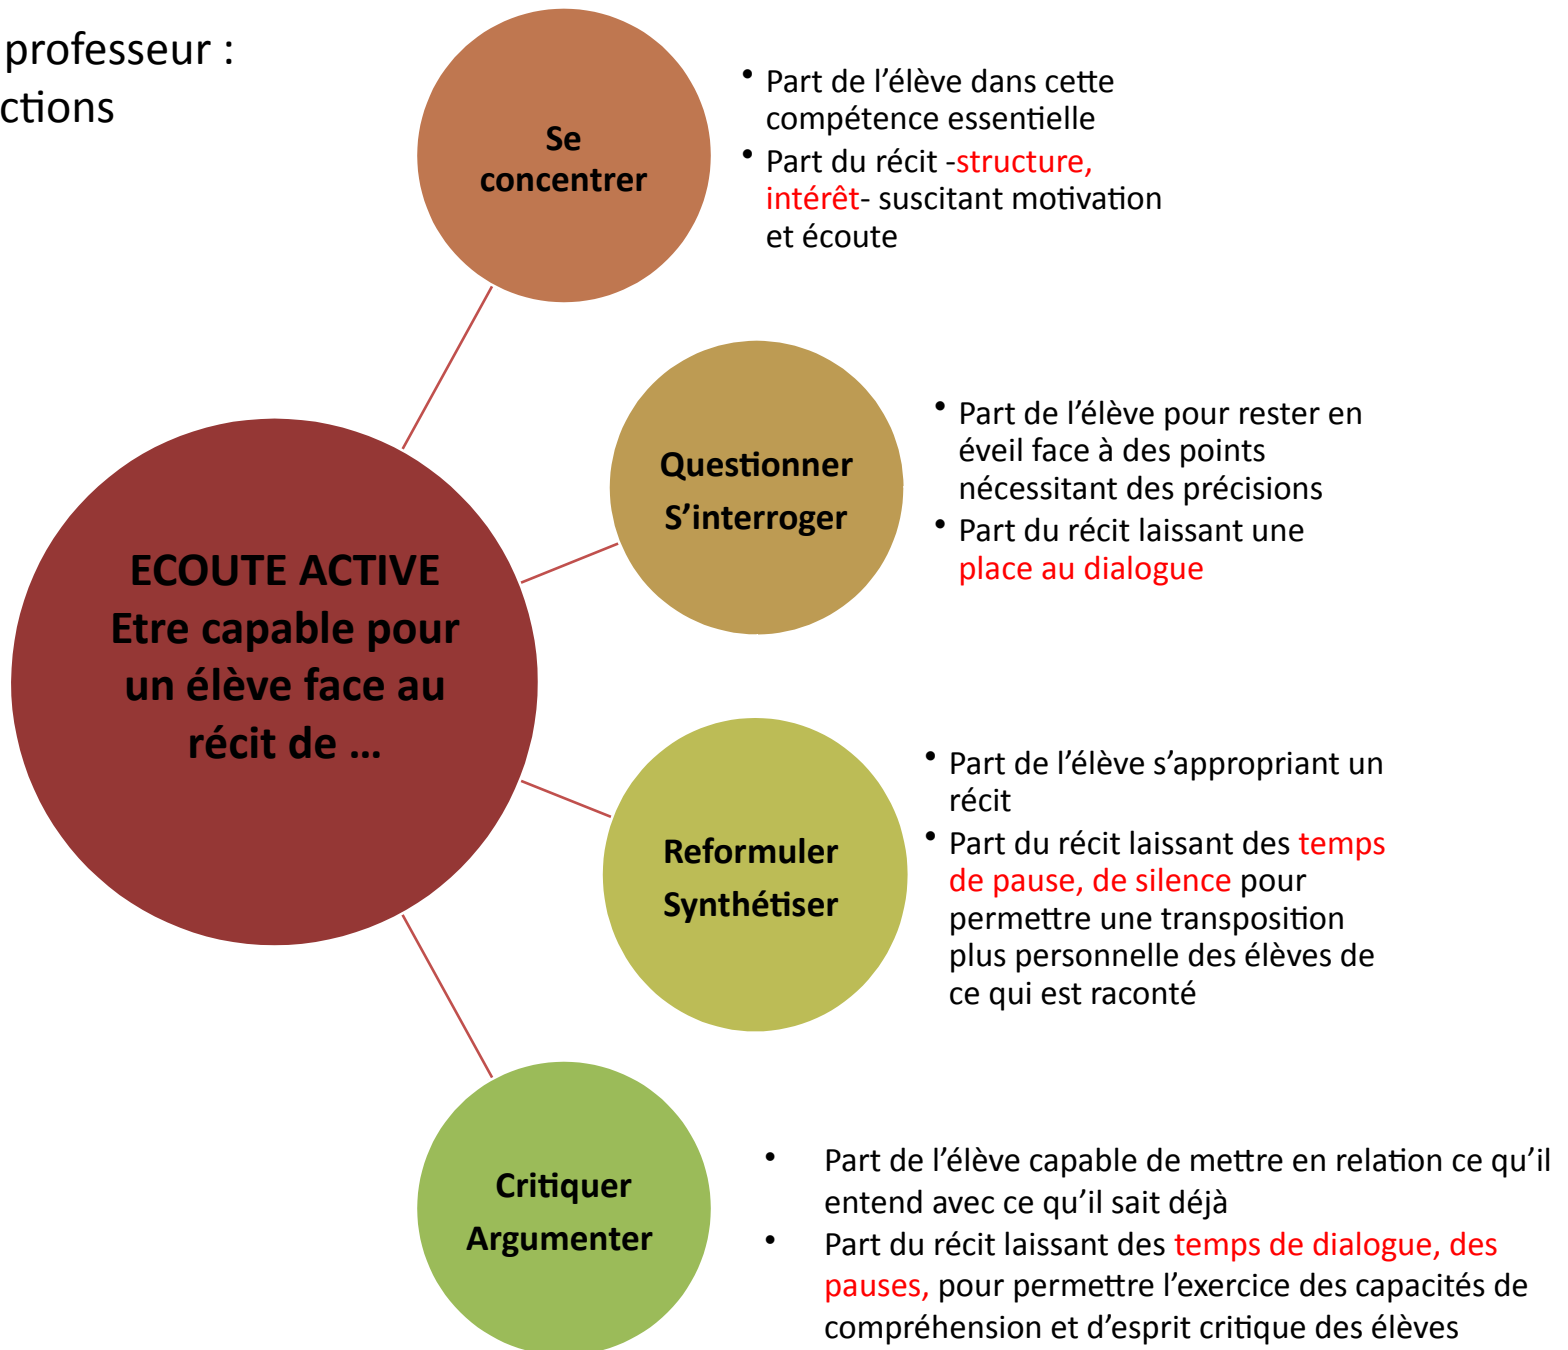 professeur :
ctions
Se
concentrer
• Part de l’élève dans cette
compétence essentielle
• Part du récit -structure,
intérêt- suscitant motivation
et écoute
Questionner
S’interroger
• Part de l’élève pour rester en
éveil face à des points
nécessitant des précisions
• Part du récit laissant une
place au dialogue
ECOUTE ACTIVE
Etre capable pour
un élève face au
récit de ...
Reformuler
Synthétiser
• Part de l’élève s’appropriant un
récit
• Part du récit laissant des temps
de pause, de silence pour
permettre une transposition
plus personnelle des élèves de
ce qui est raconté
Critiquer
Argumenter
• Part de l’élève capable de mettre en relation ce qu’il
entend avec ce qu’il sait déjà
• Part du récit laissant des temps de dialogue, des
pauses, pour permettre l’exercice des capacités de
compréhension et d’esprit critique des élèves